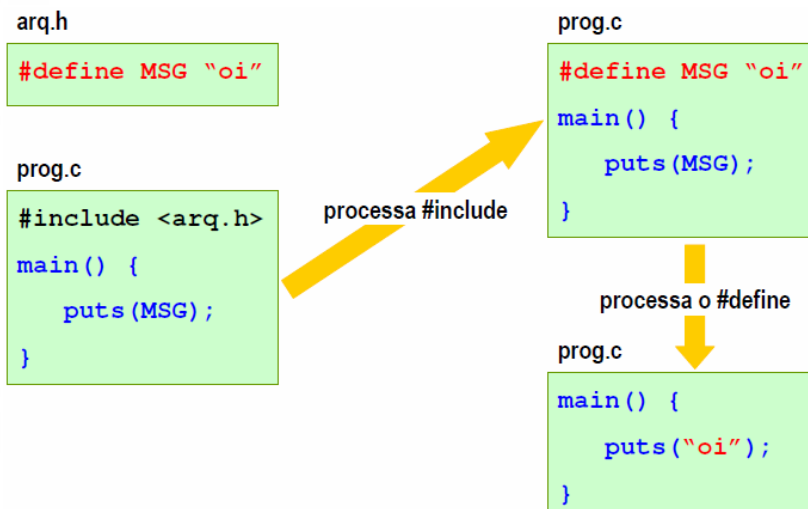 arq.h
#define MSG “oi”
prog.c
#include <arq.h>
main() {
puts(MSG);
}
processa #include
prog.c
#define MSG “oi”
main() {
puts(MSG);
}
processa o #define
prog.c
main() {
puts(“oi”);
}